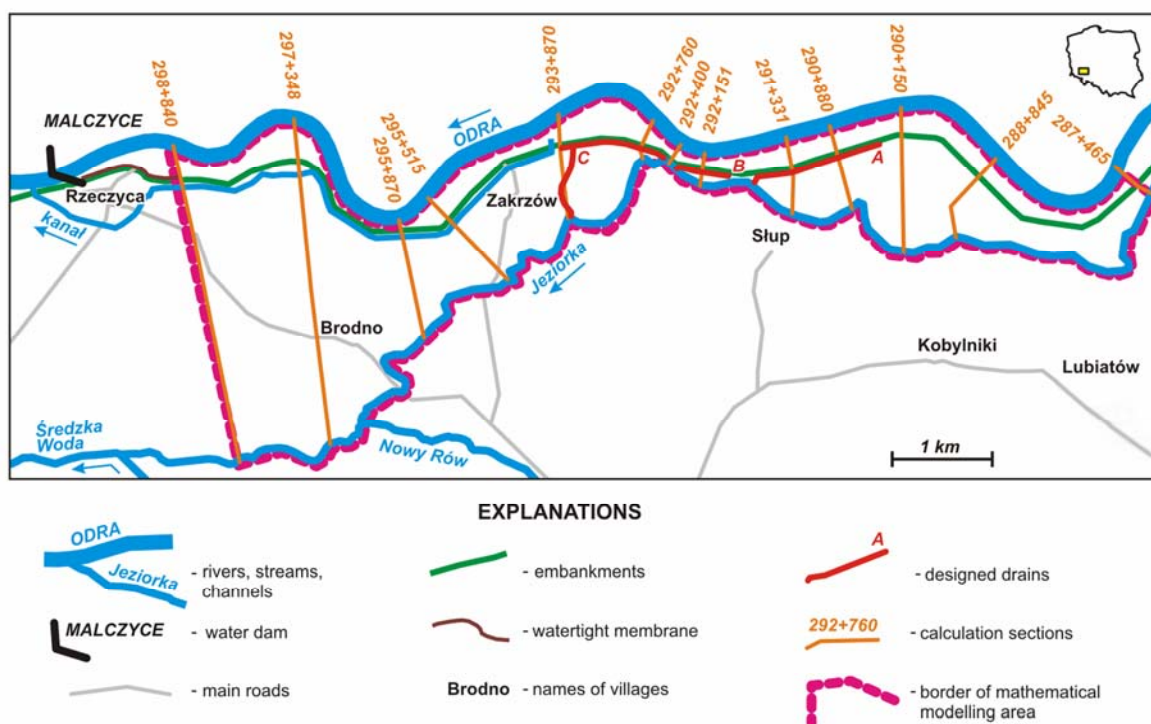 298+840
297+348
295+515
295+870
293+870
292+760
292+400
292+151
291+331
290+880
290+150
288+845
287+465
MALCZYCE
ODRA
C
B
A
Rzeczyca
Zakrzów
kanał
Słup
Jeziorka
Brodno
Kobylniki
Lubiatów
Średzka
Woda
Nowy Rów
1 km
EXPLANATIONS
ODRA
Jeziorka
- rivers, streams,
channels
- embankments
A
- designed drains
MALCZYCE
- water dam
- watertight membrane
292+760
- calculation sections
- main roads
Brodno
- names of villages
- border of mathematical
modelling area